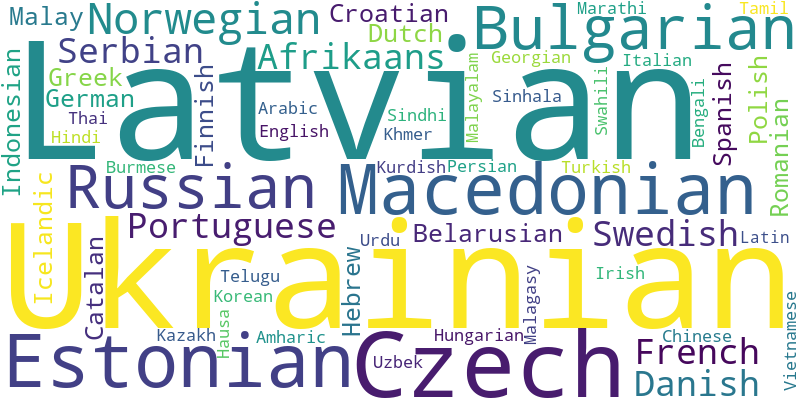 Malay
Norwegian
Croatian
Dutch
Bulgarian
Marathi
Tamil
Serbian
Afrikaans
Georgian
Italian
Latvian
Greek
German
Thai
Hindi
Indonesian
Finnish
Arabic
English
Sindhi
Khmer
Malayalam
Sinhala
Swahili
Bengali
Spanish
Polish
Romanian
Burmese
Kurdish
Persian
Turkish
Russian
Macedonian
Icelandic
Portuguese
Catalan
Urdu
Belarusian
Swedish
Latin
Ukrainian
Hebrew
Telugu
Korean
Irish
Malagasy
Hausa
Kazakh
Amharic
Hungarian
Chinese
Vietnamese
Estonian
Czech
Uzbek
French
Danish